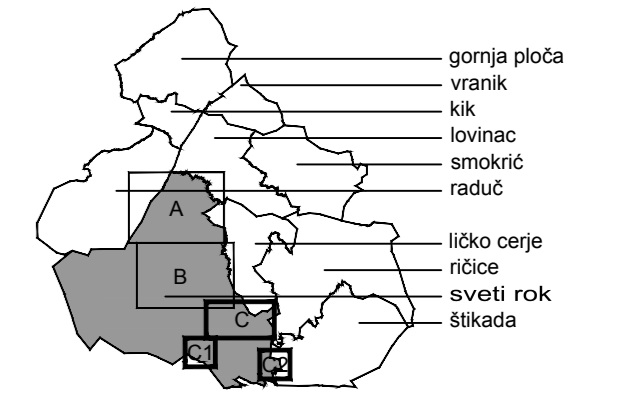 gornja ploča
vranik
kik
lovinac
smokrić
raduč
A
ličko cerje
ričice
B
sveti rok
C
štikada
C1
C2